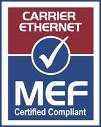 CARRIER
ETHERNET
MEF
Certified Compliant